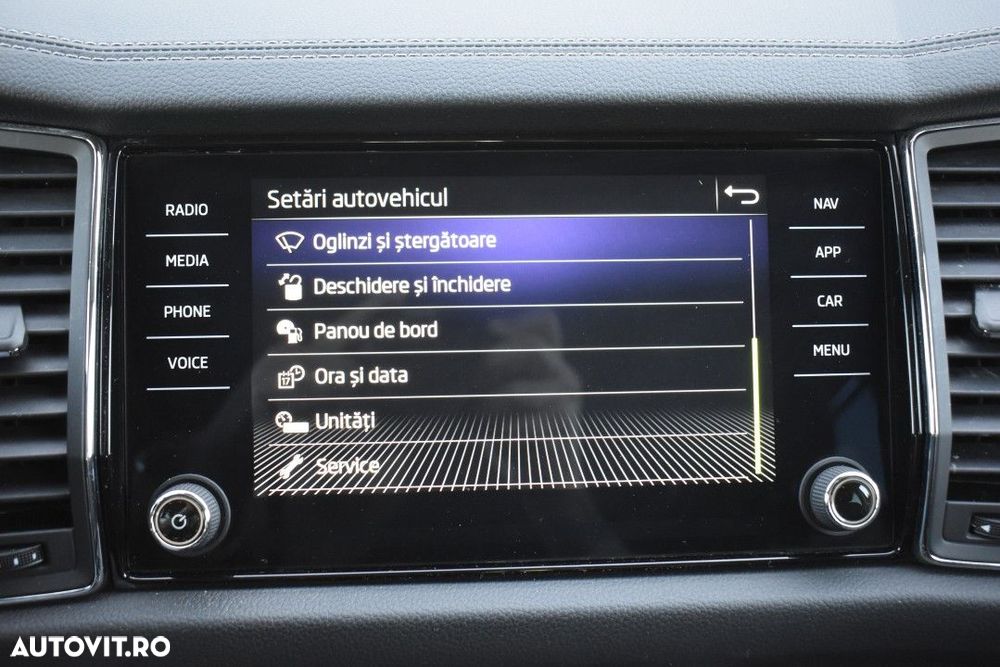 Setări autovehicul
RADIO
MEDIA
PHONE
VOICE
Oglinzi și ștergătoare
Deschidere și închidere
Panou de bord
17
Ora și data
Unități
Service
NAV
APP
CAR
MENU
AUTOVIT.RO